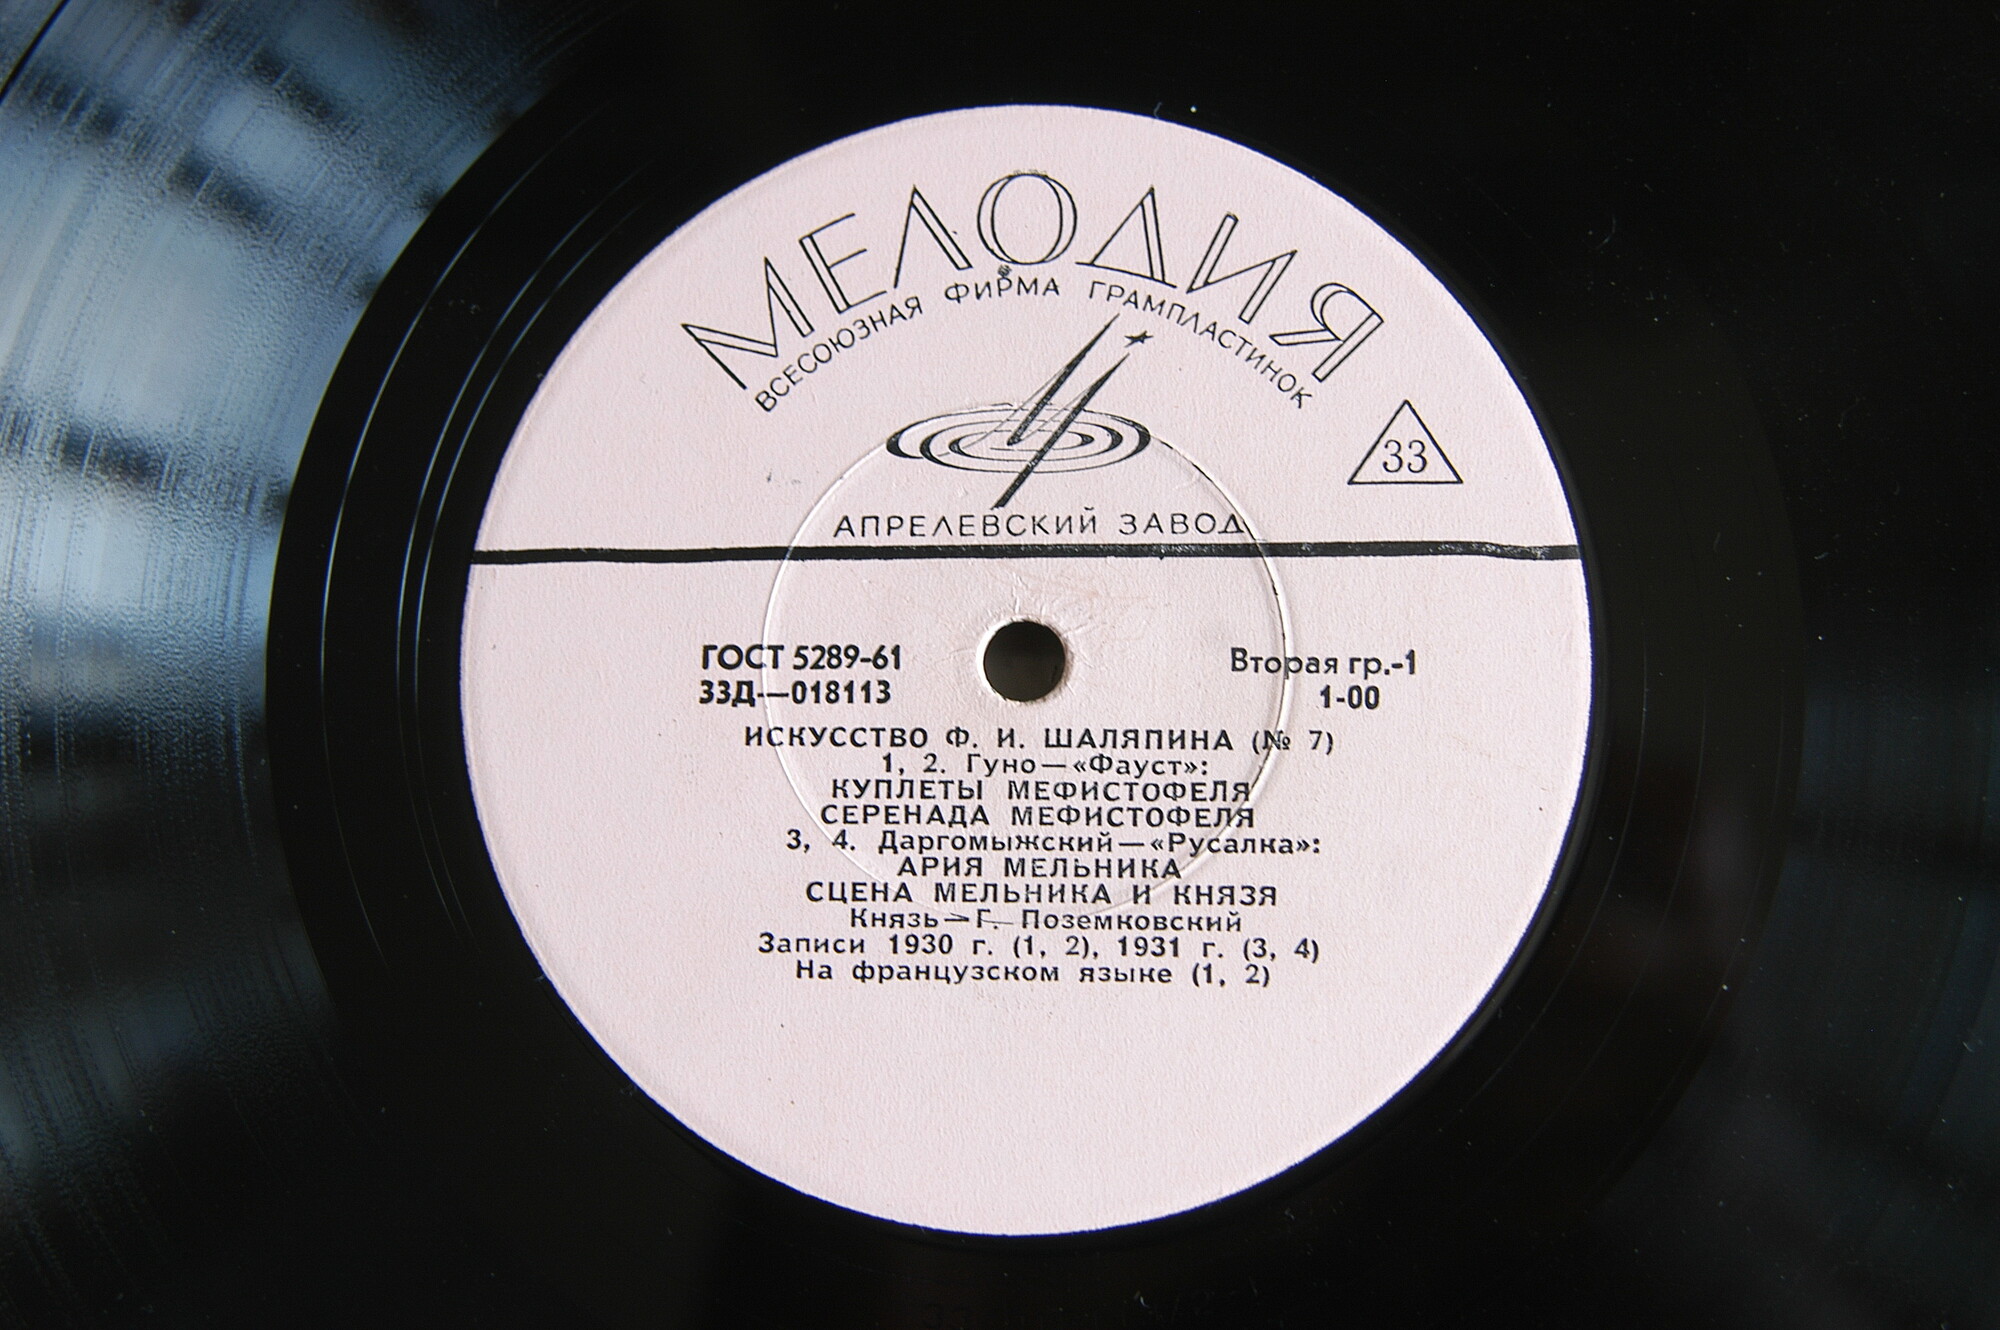 МЕЛОДИЯ
ВСЕСОЮЗНАЯ ФИРМА ГРАМПЛАСТИНОК
33
АПРЕЛЕВСКИЙ ЗАВОД
ГОСТ 5289-61
Вторая гр.-1
33Д—018113
1-00
ИСКУССТВО Ф. И. ШАЛЯПИНА (№ 7)
1, 2. Гуно—«Фауст»:
КУПЛЕТЫ МЕФИСТОФЕЛЯ
СЕРЕНАДА МЕФИСТОФЕЛЯ
3, 4. Даргомыжский—«Русалка»:
АРИЯ МЕЛЬНИКА
СЦЕНА МЕЛЬНИКА И КНЯЗЯ
Князь—Г. Поземковский
Записи 1930 г. (1, 2), 1931 г. (3, 4)
На французском языке (1, 2)